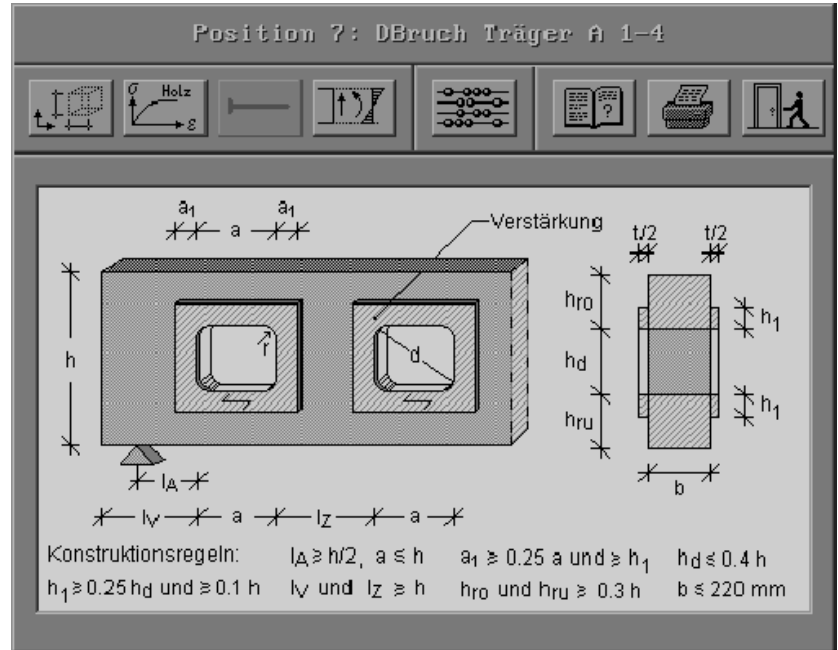 Position 7: DBruch Träger A 1-4
σ Holz
ε
?
a₁ a a₁
Verstärkung
t/2 t/2
h
r
d
hro
hd
hru
h₁
h₁
b
lA
lV a lZ a
Konstruktionsregeln: lA ≥ h/2, a ≤ h a₁ ≥ 0.25 a und ≥ h₁ hd ≤ 0.4 h
h₁ ≥ 0.25 hd und ≥ 0.1 h lV und lZ ≥ h hro und hru ≥ 0.3 h b ≤ 220 mm